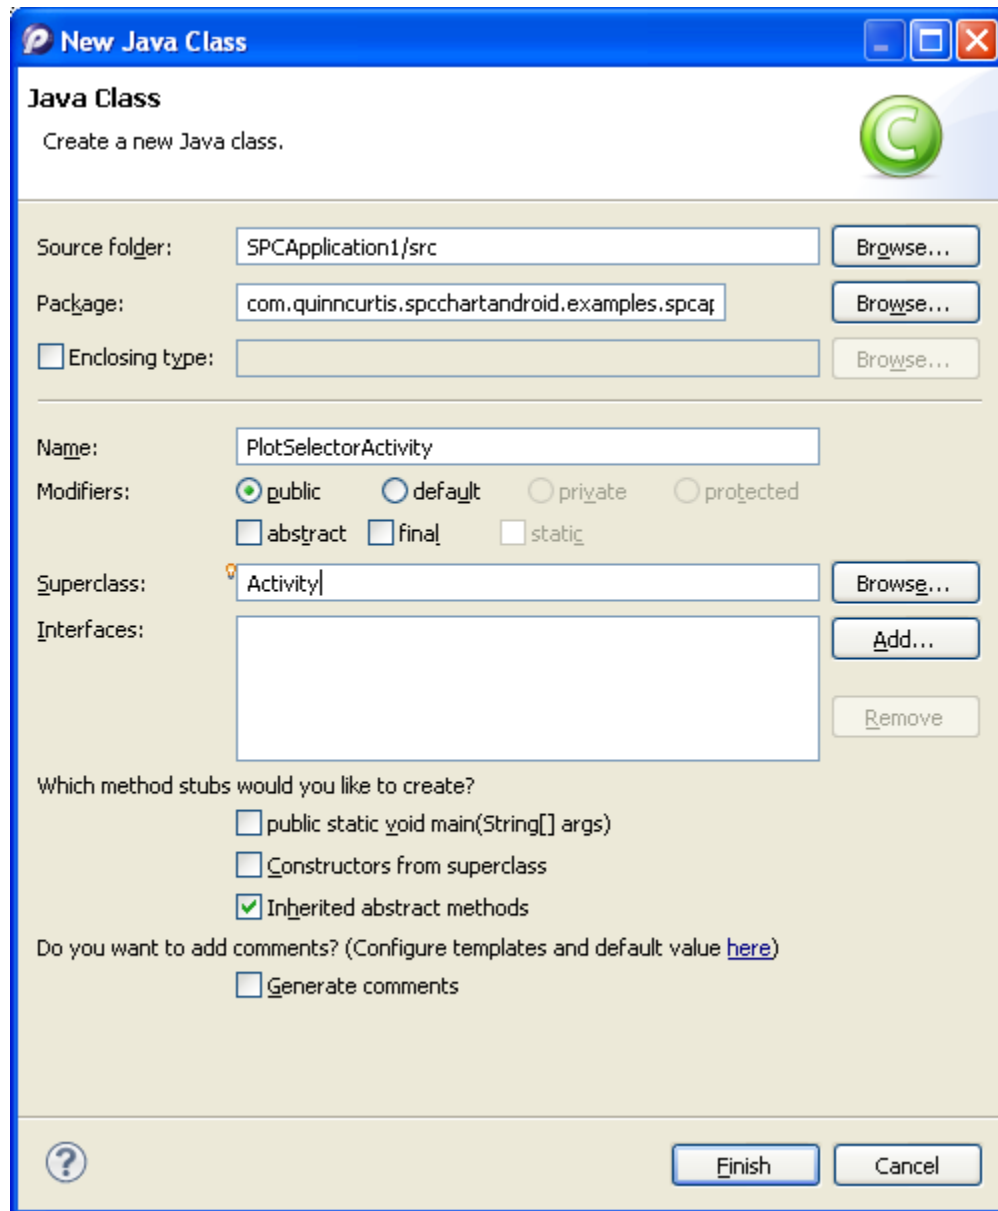 New Java Class
Java Class
Create a new Java class.
Source folder: SPCApplication1/src Browse...
Package: com.quinncurtis.spcchartandroid.examples.spcap Browse...
Enclosing type: Browse...
Name: PlotSelectorActivity
Modifiers: public default private protected
abstract final static
Superclass: Activity Browse...
Interfaces: Add...
Remove
Which method stubs would you like to create?
public static void main(String[] args)
Constructors from superclass
Inherited abstract methods
Do you want to add comments? (Configure templates and default value here)
Generate comments
Finish Cancel